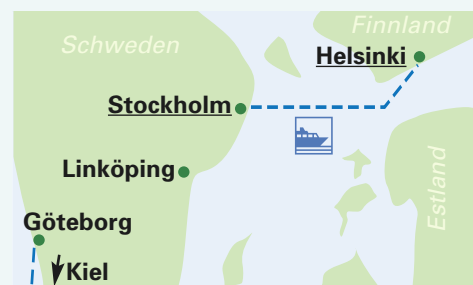 Schweden
Finnland
Helsinki
Stockholm
Linköping
Estland
Göteborg
Kiel